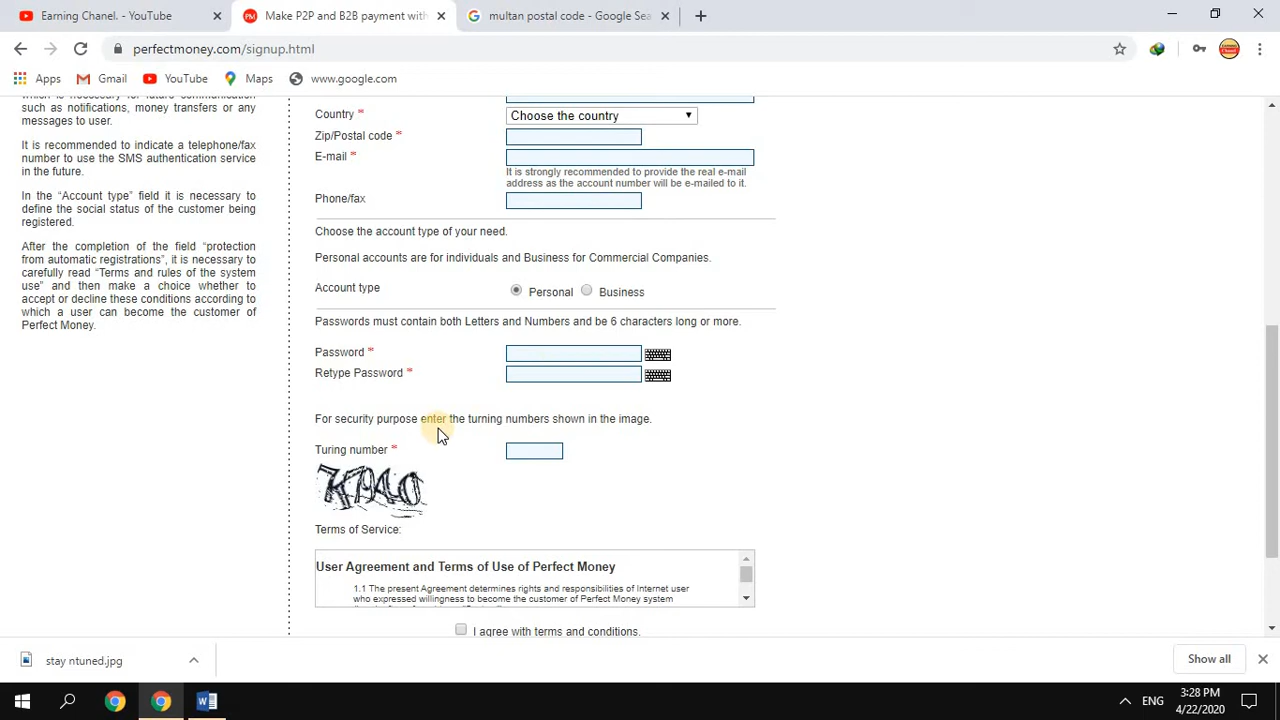 Earning Chanel. - YouTube
Make P2P and B2B payment with
multan postal code - Google Sea
perfectmoney.com/signup.html
Apps
Gmail
YouTube
Maps
www.google.com
which is necessary for future communication
such as notifications, money transfers or any
messages to user.
It is recommended to indicate a telephone/fax
number to use the SMS authentication service
in the future.
In the “Account type” field it is necessary to
define the social status of the customer being
registered.
After the completion of the field “protection
from automatic registrations”, it is necessary to
carefully read “Terms and rules of the system
use” and then make a choice whether to
accept or decline these conditions according to
which a user can become the customer of
Perfect Money.
Country *
Choose the country
Zip/Postal code *
E-mail *
It is strongly recommended to provide the real e-mail
address as the account number will be e-mailed to it.
Phone/fax
Choose the account type of your need.
Personal accounts are for individuals and Business for Commercial Companies.
Account type
Personal
Business
Passwords must contain both Letters and Numbers and be 6 characters long or more.
Password *
Retype Password *
For security purpose enter the turning numbers shown in the image.
Turing number *
Terms of Service:
User Agreement and Terms of Use of Perfect Money
1.1 The present Agreement determines rights and responsibilities of Internet user
who expressed willingness to become the customer of Perfect Money system
I agree with terms and conditions.
stay ntuned.jpg
Show all
ENG
3:28 PM
4/22/2020